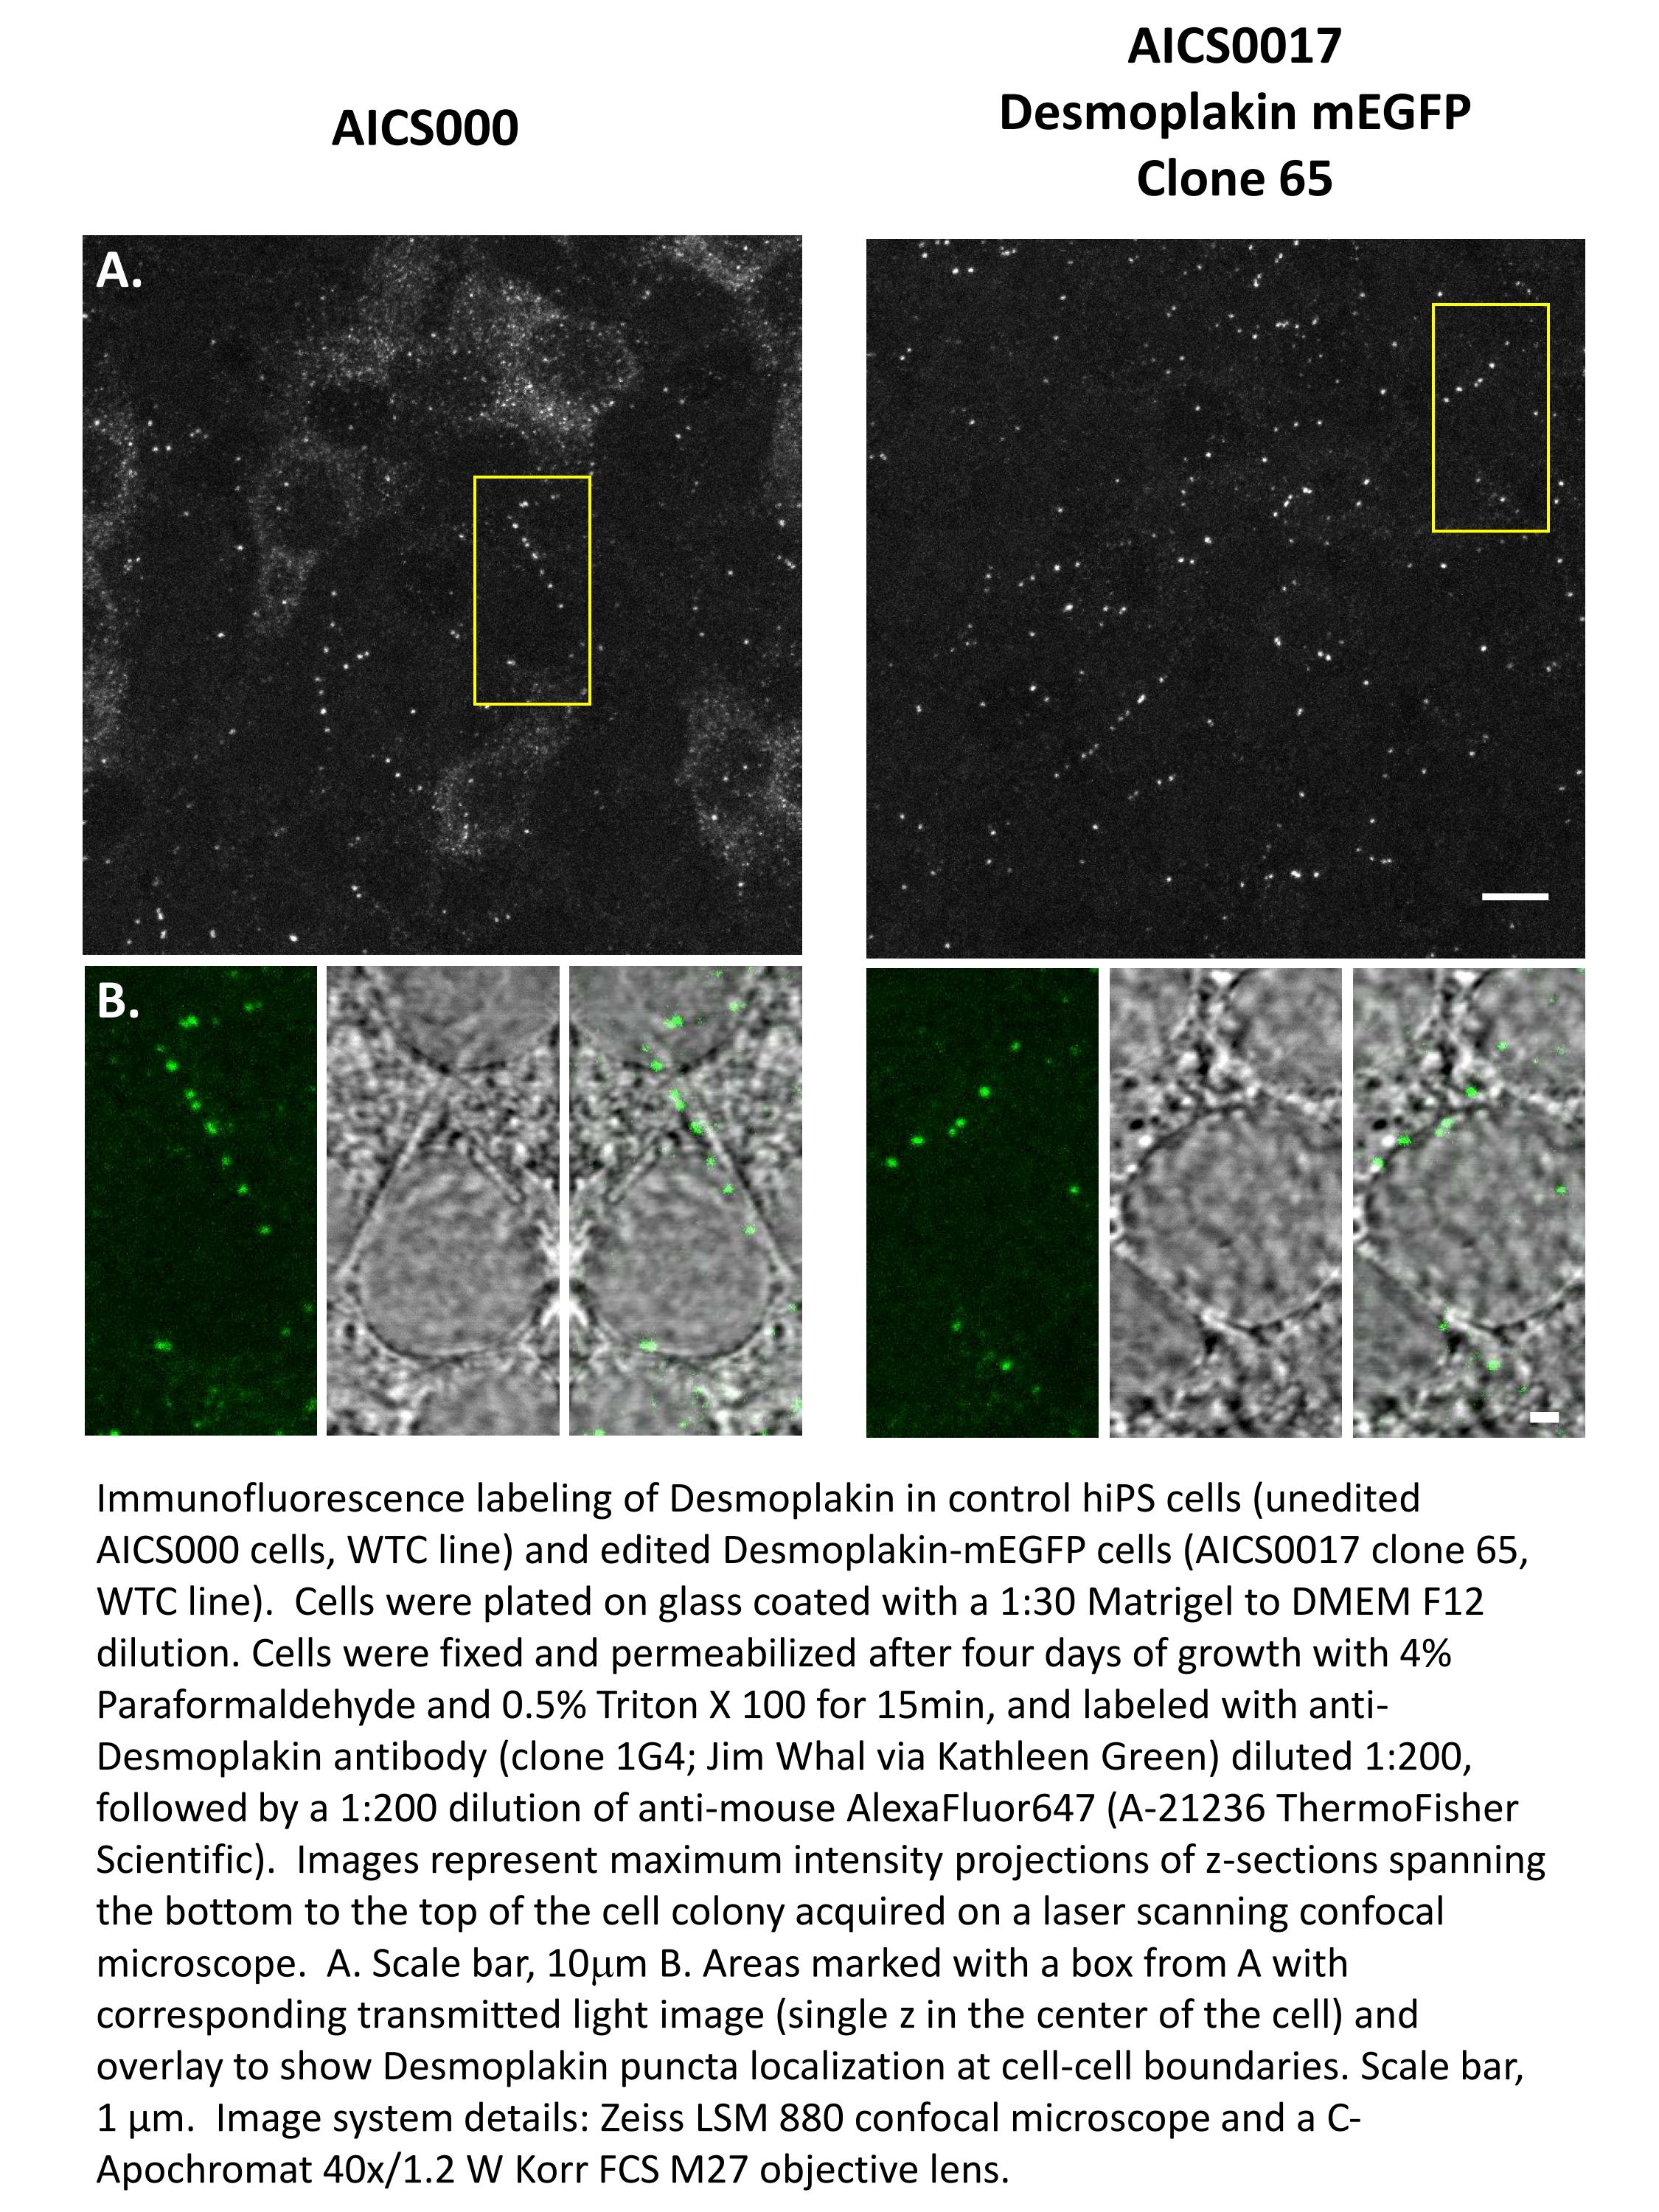 AICS000
AICS0017
Desmoplakin mEGFP
Clone 65
A.
B.
Immunofluorescence labeling of Desmoplakin in control hiPS cells (unedited
AICS000 cells, WTC line) and edited Desmoplakin-mEGFP cells (AICS0017 clone 65,
WTC line).  Cells were plated on glass coated with a 1:30 Matrigel to DMEM F12
dilution. Cells were fixed and permeabilized after four days of growth with 4%
Paraformaldehyde and 0.5% Triton X 100 for 15min, and labeled with anti-
Desmoplakin antibody (clone 1G4; Jim Whal via Kathleen Green) diluted 1:200,
followed by a 1:200 dilution of anti-mouse AlexaFluor647 (A-21236 ThermoFisher
Scientific).  Images represent maximum intensity projections of z-sections spanning
the bottom to the top of the cell colony acquired on a laser scanning confocal
microscope.  A. Scale bar, 10μm B. Areas marked with a box from A with
corresponding transmitted light image (single z in the center of the cell) and
overlay to show Desmoplakin puncta localization at cell-cell boundaries. Scale bar,
1 μm.  Image system details: Zeiss LSM 880 confocal microscope and a C-
Apochromat 40x/1.2 W Korr FCS M27 objective lens.